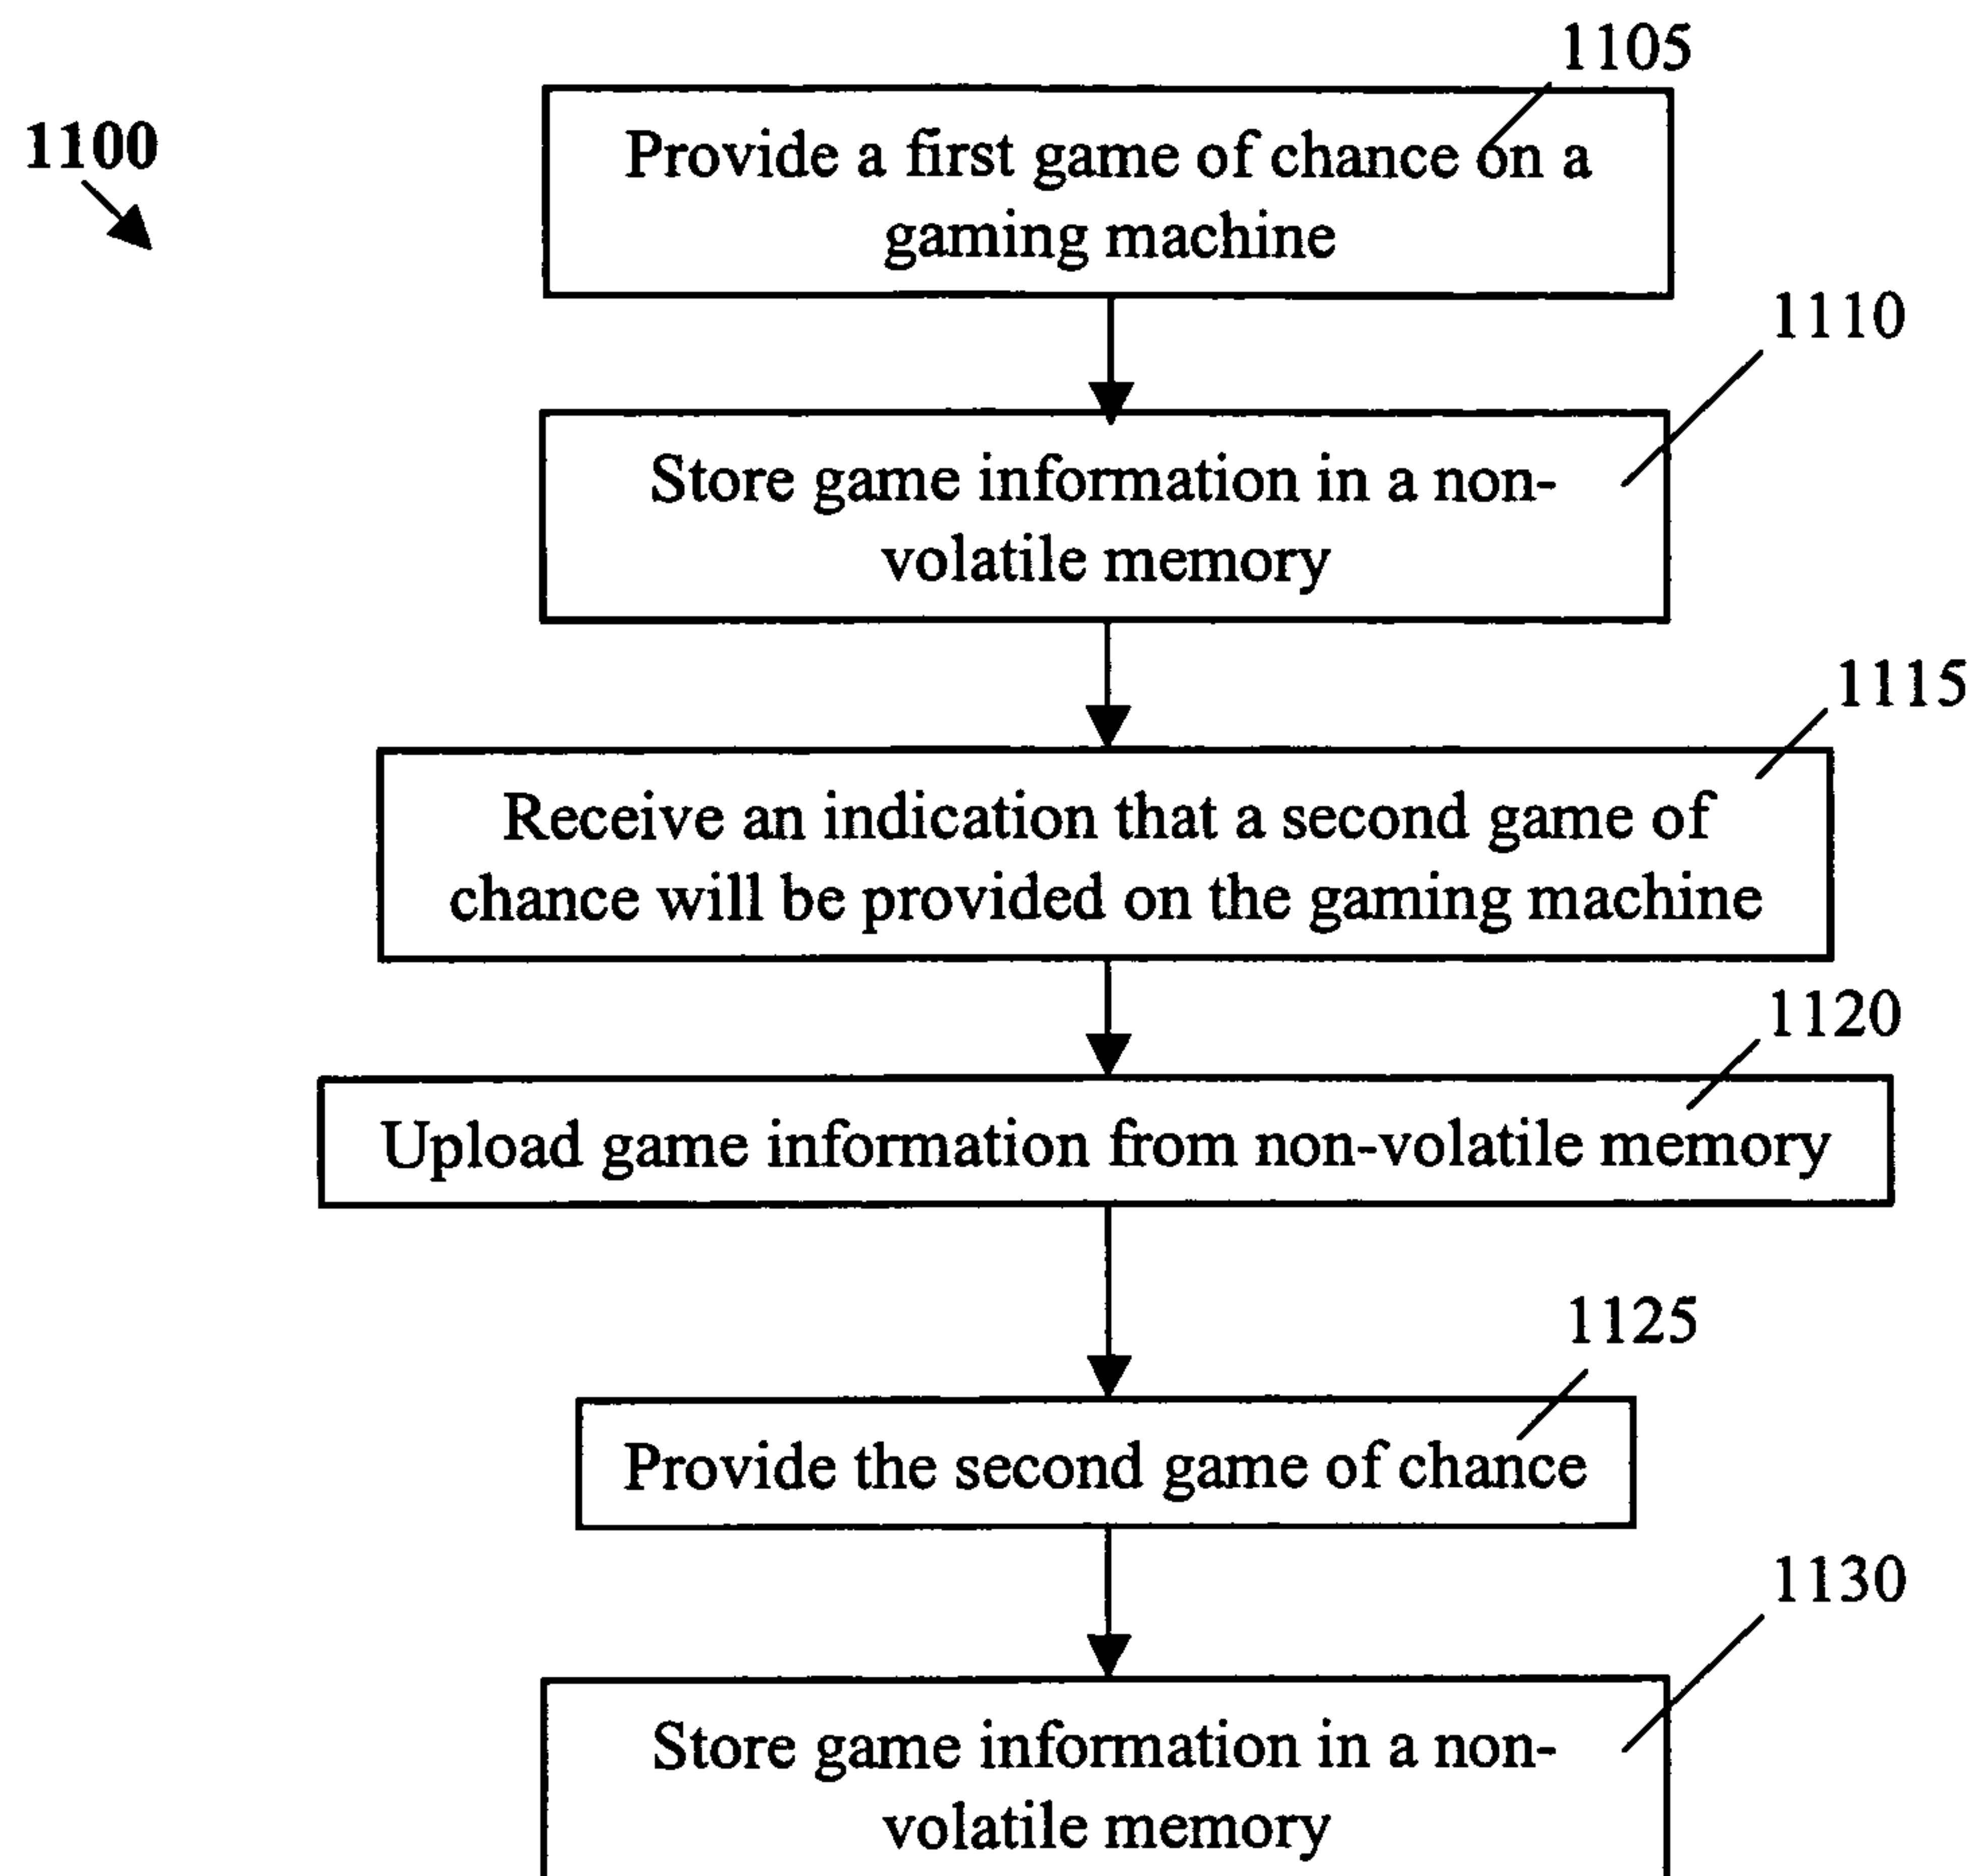 1105
1100
Provide a first game of chance on a
gaming machine
1110
Store game information in a non-
volatile memory
1115
Receive an indication that a second game of
chance will be provided on the gaming machine
1120
Upload game information from non-volatile memory
1125
Provide the second game of chance
1130
Store game information in a non-
volatile memory